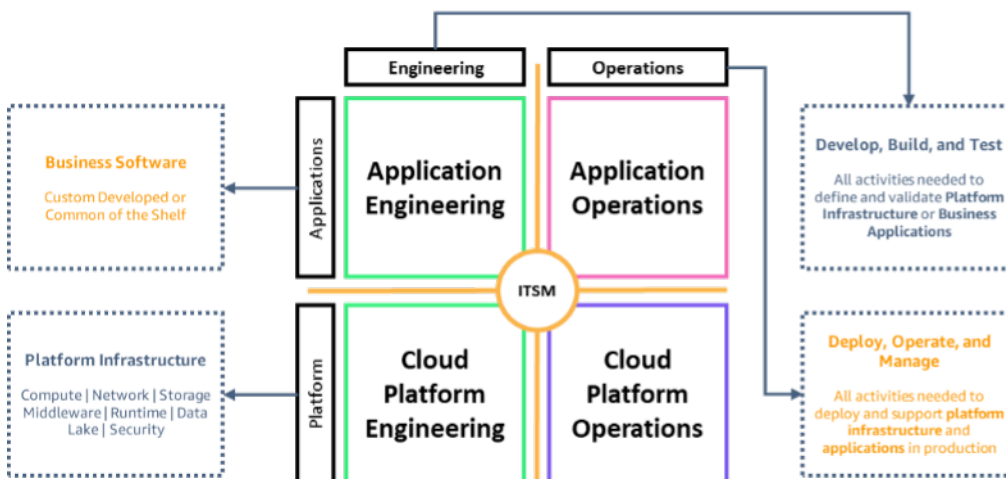 Engineering
Operations
Business Software
Custom Developed or
Common of the Shelf
Applications
Application
Engineering
Application
Operations
Develop, Build, and Test
All activities needed to
define and validate Platform
Infrastructure or Business
Applications
ITSM
Platform Infrastructure
Compute | Network | Storage
Middleware | Runtime | Data
Lake | Security
Platform
Cloud
Platform
Engineering
Cloud
Platform
Operations
Deploy, Operate, and
Manage
All activities needed to
deploy and support platform
infrastructure and
applications in production